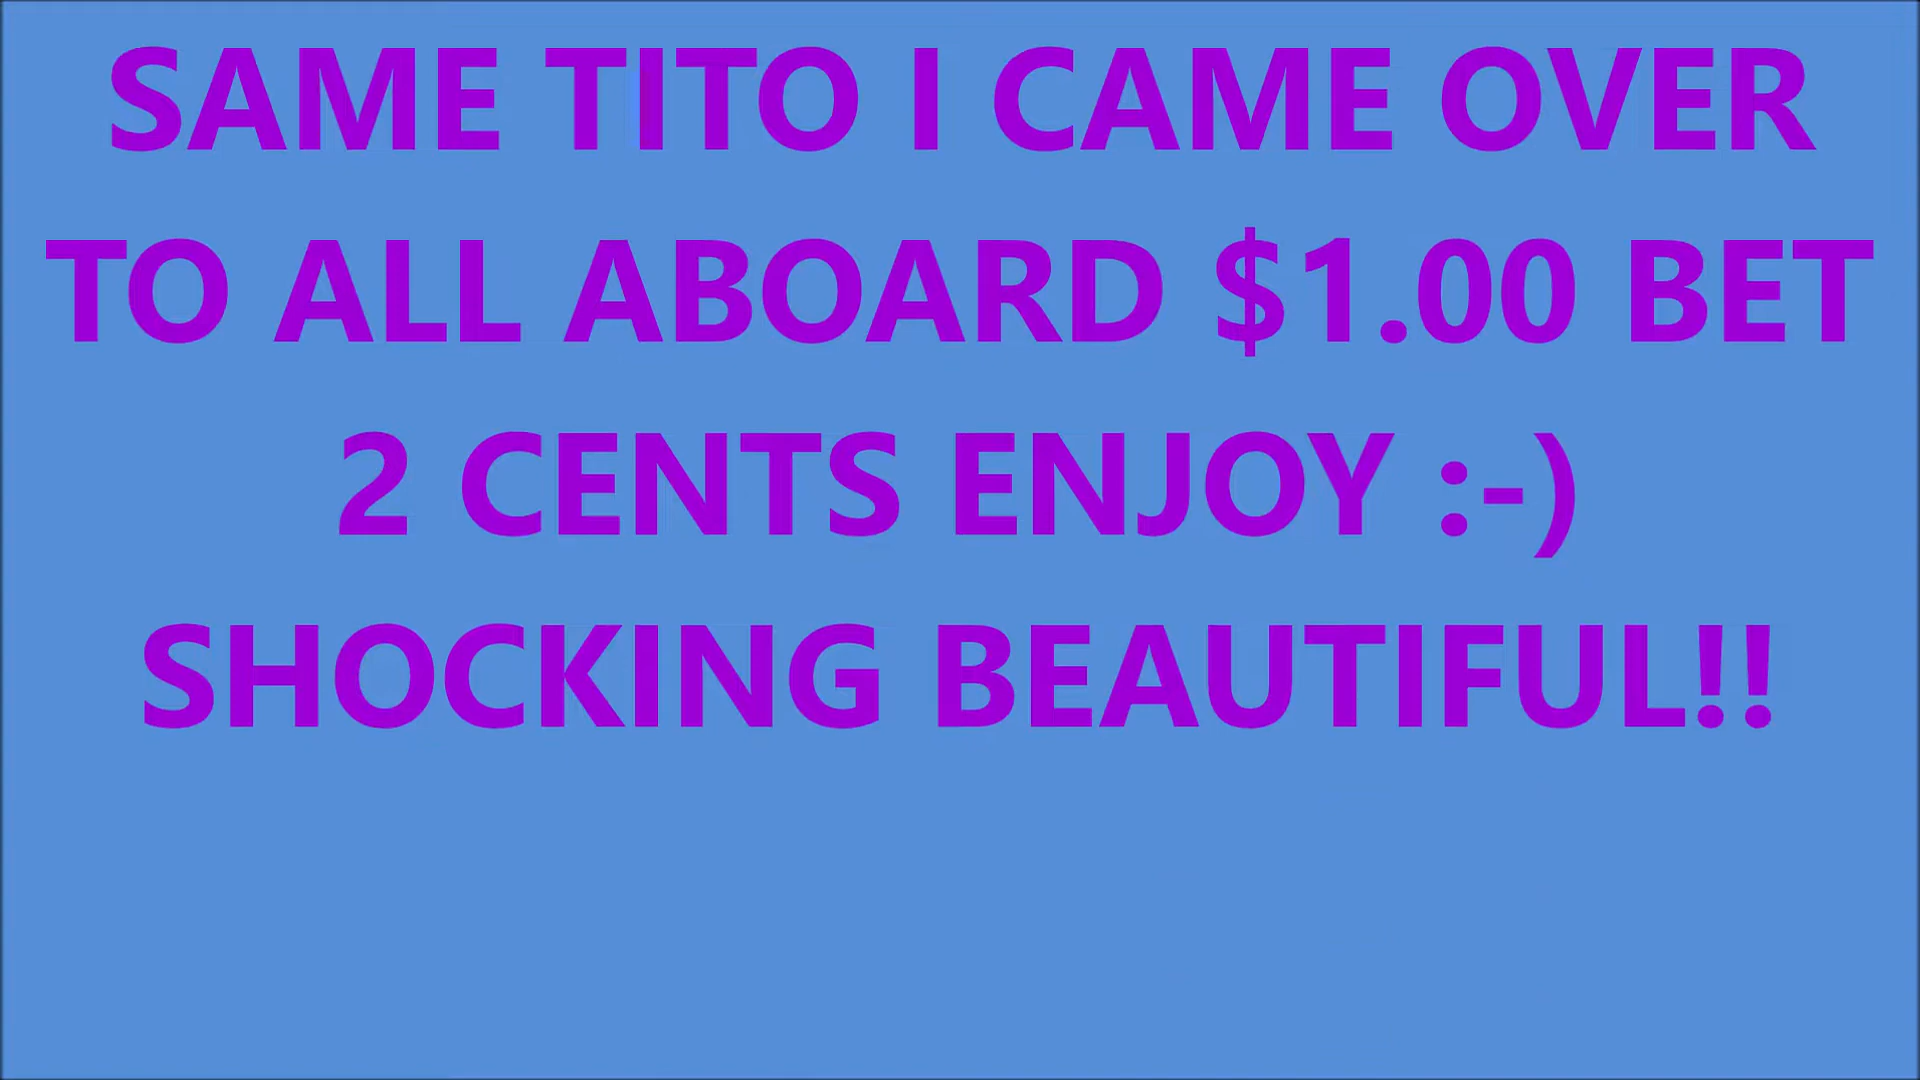 SAME TITO I CAME OVER
TO ALL ABOARD $1.00 BET
2 CENTS ENJOY :-)
SHOCKING BEAUTIFUL!!